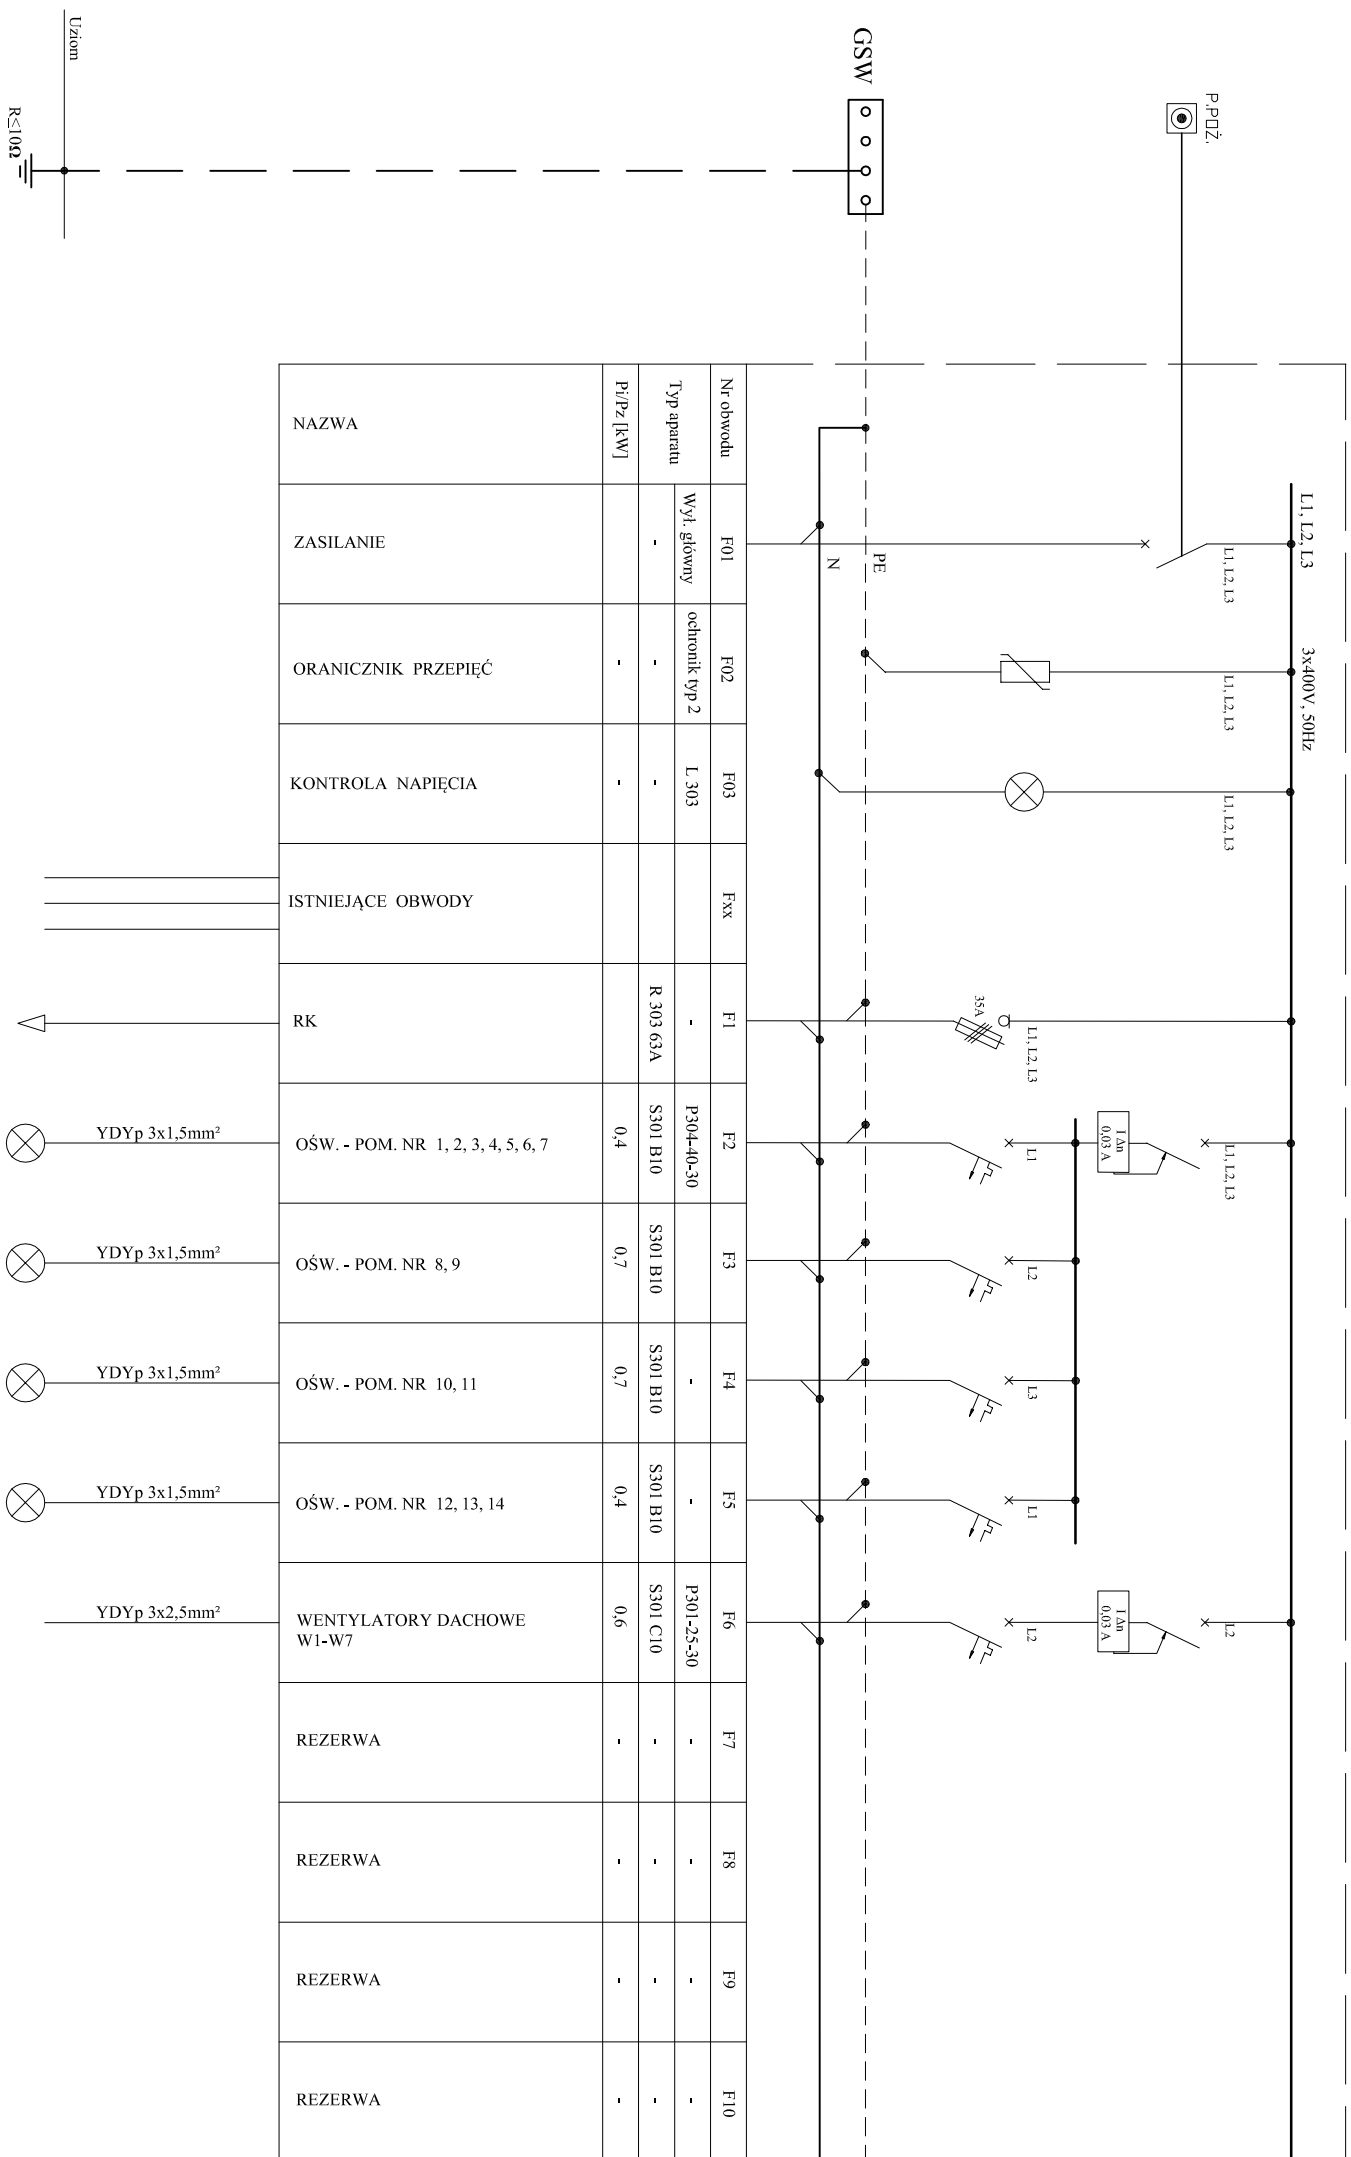 Uziom
R≤10Ω
GSW
P.P□Ż.
L1, L2, L3
3x400V, 50Hz
L1, L2, L3
L1, L2, L3
L1, L2, L3
PE
N
35A
L1, L2, L3
L1, L2, L3
I Δn
0,03 A
L1
L2
L3
L1
L2
I Δn
0,03 A
L2
Nr obwodu
Typ aparatu
Pi/Pz [kW]
NAZWA
F01
Wył. główny
-
ZASILANIE
F02
ochronik typ 2
-
-
ORANICZNIK PRZEPIĘĆ
F03
L 303
-
-
KONTROLA NAPIĘCIA
Fxx
ISTNIEJĄCE OBWODY
F1
-
R 303 63A
RK
F2
P304-40-30
S301 B10
0,4
OŚW. - POM. NR 1, 2, 3, 4, 5, 6, 7
YDYp 3x1,5mm²
F3
S301 B10
0,7
OŚW. - POM. NR 8, 9
YDYp 3x1,5mm²
F4
-
S301 B10
0,7
OŚW. - POM. NR 10, 11
YDYp 3x1,5mm²
F5
-
S301 B10
0,4
OŚW. - POM. NR 12, 13, 14
YDYp 3x1,5mm²
F6
P301-25-30
S301 C10
0,6
WENTYLATORY DACHOWE
W1-W7
YDYp 3x2,5mm²
F7
-
-
-
REZERWA
F8
-
-
-
REZERWA
F9
-
-
-
REZERWA
F10
-
-
-
REZERWA